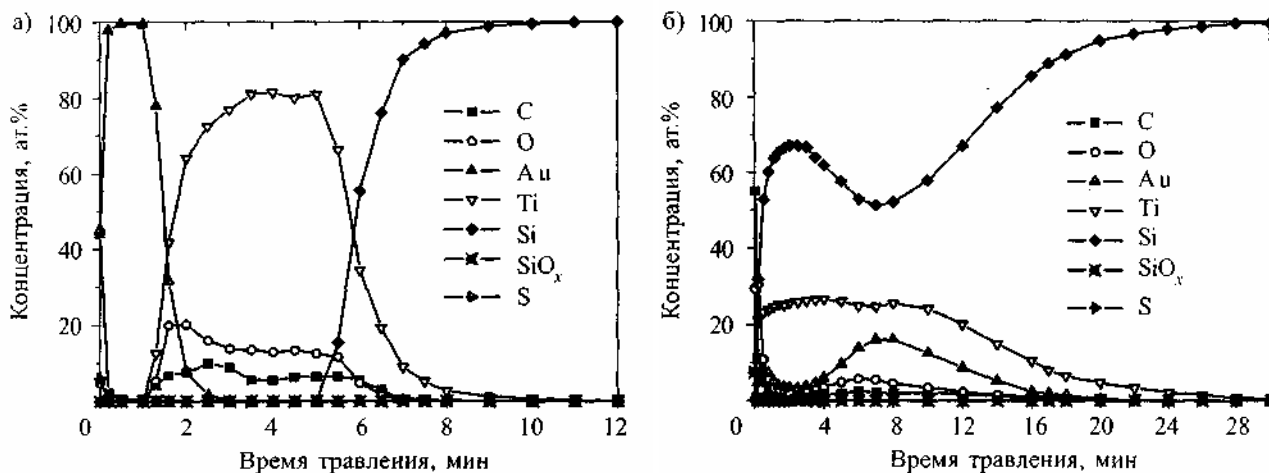 а)
Концентрация, ат.%
100
80
60
40
20
0
2
4
6
8
10
12
Время травления, мин
C
O
Au
Ti
Si
SiOx
S
б)
Концентрация, ат.%
100
80
60
40
20
0
4
8
12
16
20
24
28
Время травления, мин
C
O
Au
Ti
Si
SiOx
S